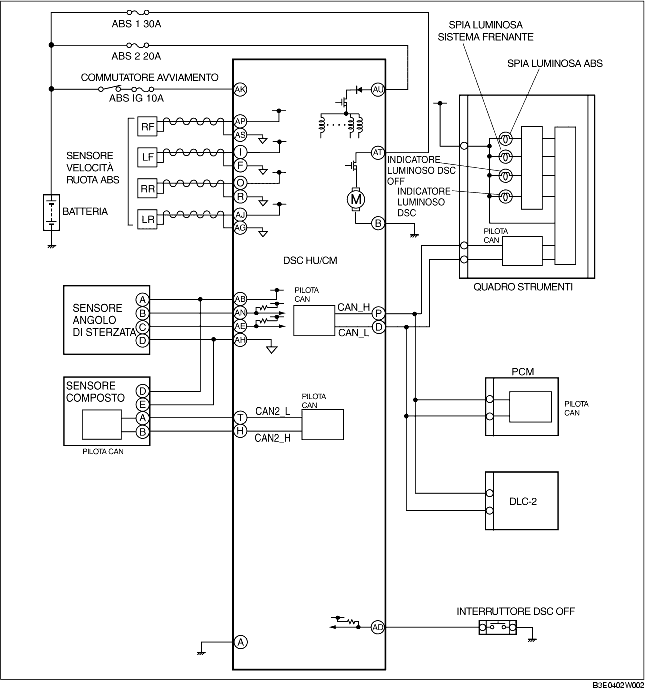 ABS 1 30A
ABS 2 20A
COMMUTATORE AVVIAMENTO
ABS IG 10A
SPIA LUMINOSA
SISTEMA FRENANTE
SPIA LUMINOSA ABS
AK
AU
RF
AP
AS
LF
I
F
RR
O
R
LR
AJ
AG
SENSORE
VELOCITÀ
RUOTA ABS
BATTERIA
AT
M
B
INDICATORE
LUMINOSO DSC
OFF
INDICATORE
LUMINOSO
DSC
PILOTA
CAN
QUADRO STRUMENTI
DSC HU/CM
SENSORE
ANGOLO
DI STERZATA
A
B
C
D
AB
AN
AE
AH
PILOTA
CAN
CAN_H
CAN_L
P
D
SENSORE
COMPOSTO
PILOTA CAN
D
E
A
B
T
H
CAN2_L
CAN2_H
PILOTA
CAN
PCM
PILOTA
CAN
DLC-2
INTERRUTTORE DSC OFF
AD
A
B3E0402W002